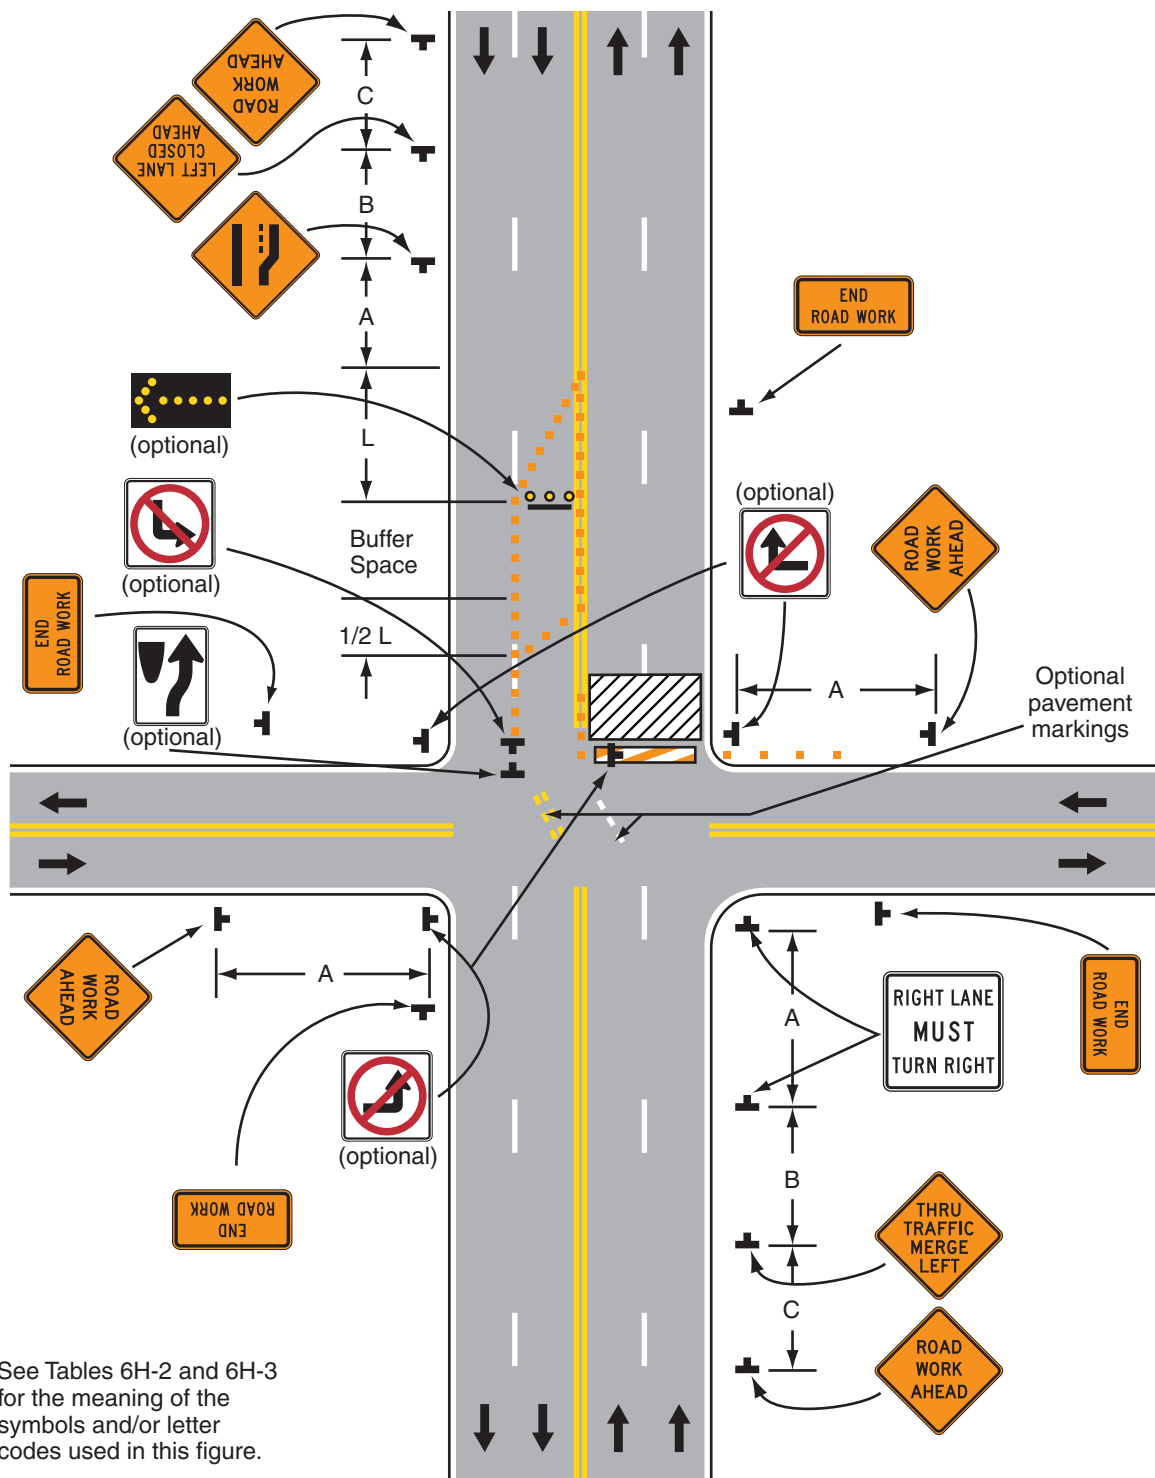 ROAD
WORK
AHEAD
C
LEFT LANE
CLOSED
AHEAD
B
A
END
ROAD WORK
L
(optional)
(optional)
Buffer
Space
(optional)
ROAD
WORK
AHEAD
END
ROAD WORK
1/2 L
A
Optional
pavement
markings
(optional)
ROAD
WORK
AHEAD
A
A
RIGHT LANE
MUST
TURN RIGHT
END
ROAD WORK
(optional)
B
END
ROAD WORK
THRU
TRAFFIC
MERGE
LEFT
C
ROAD
WORK
AHEAD
See Tables 6H-2 and 6H-3
for the meaning of the
symbols and/or letter
codes used in this figure.